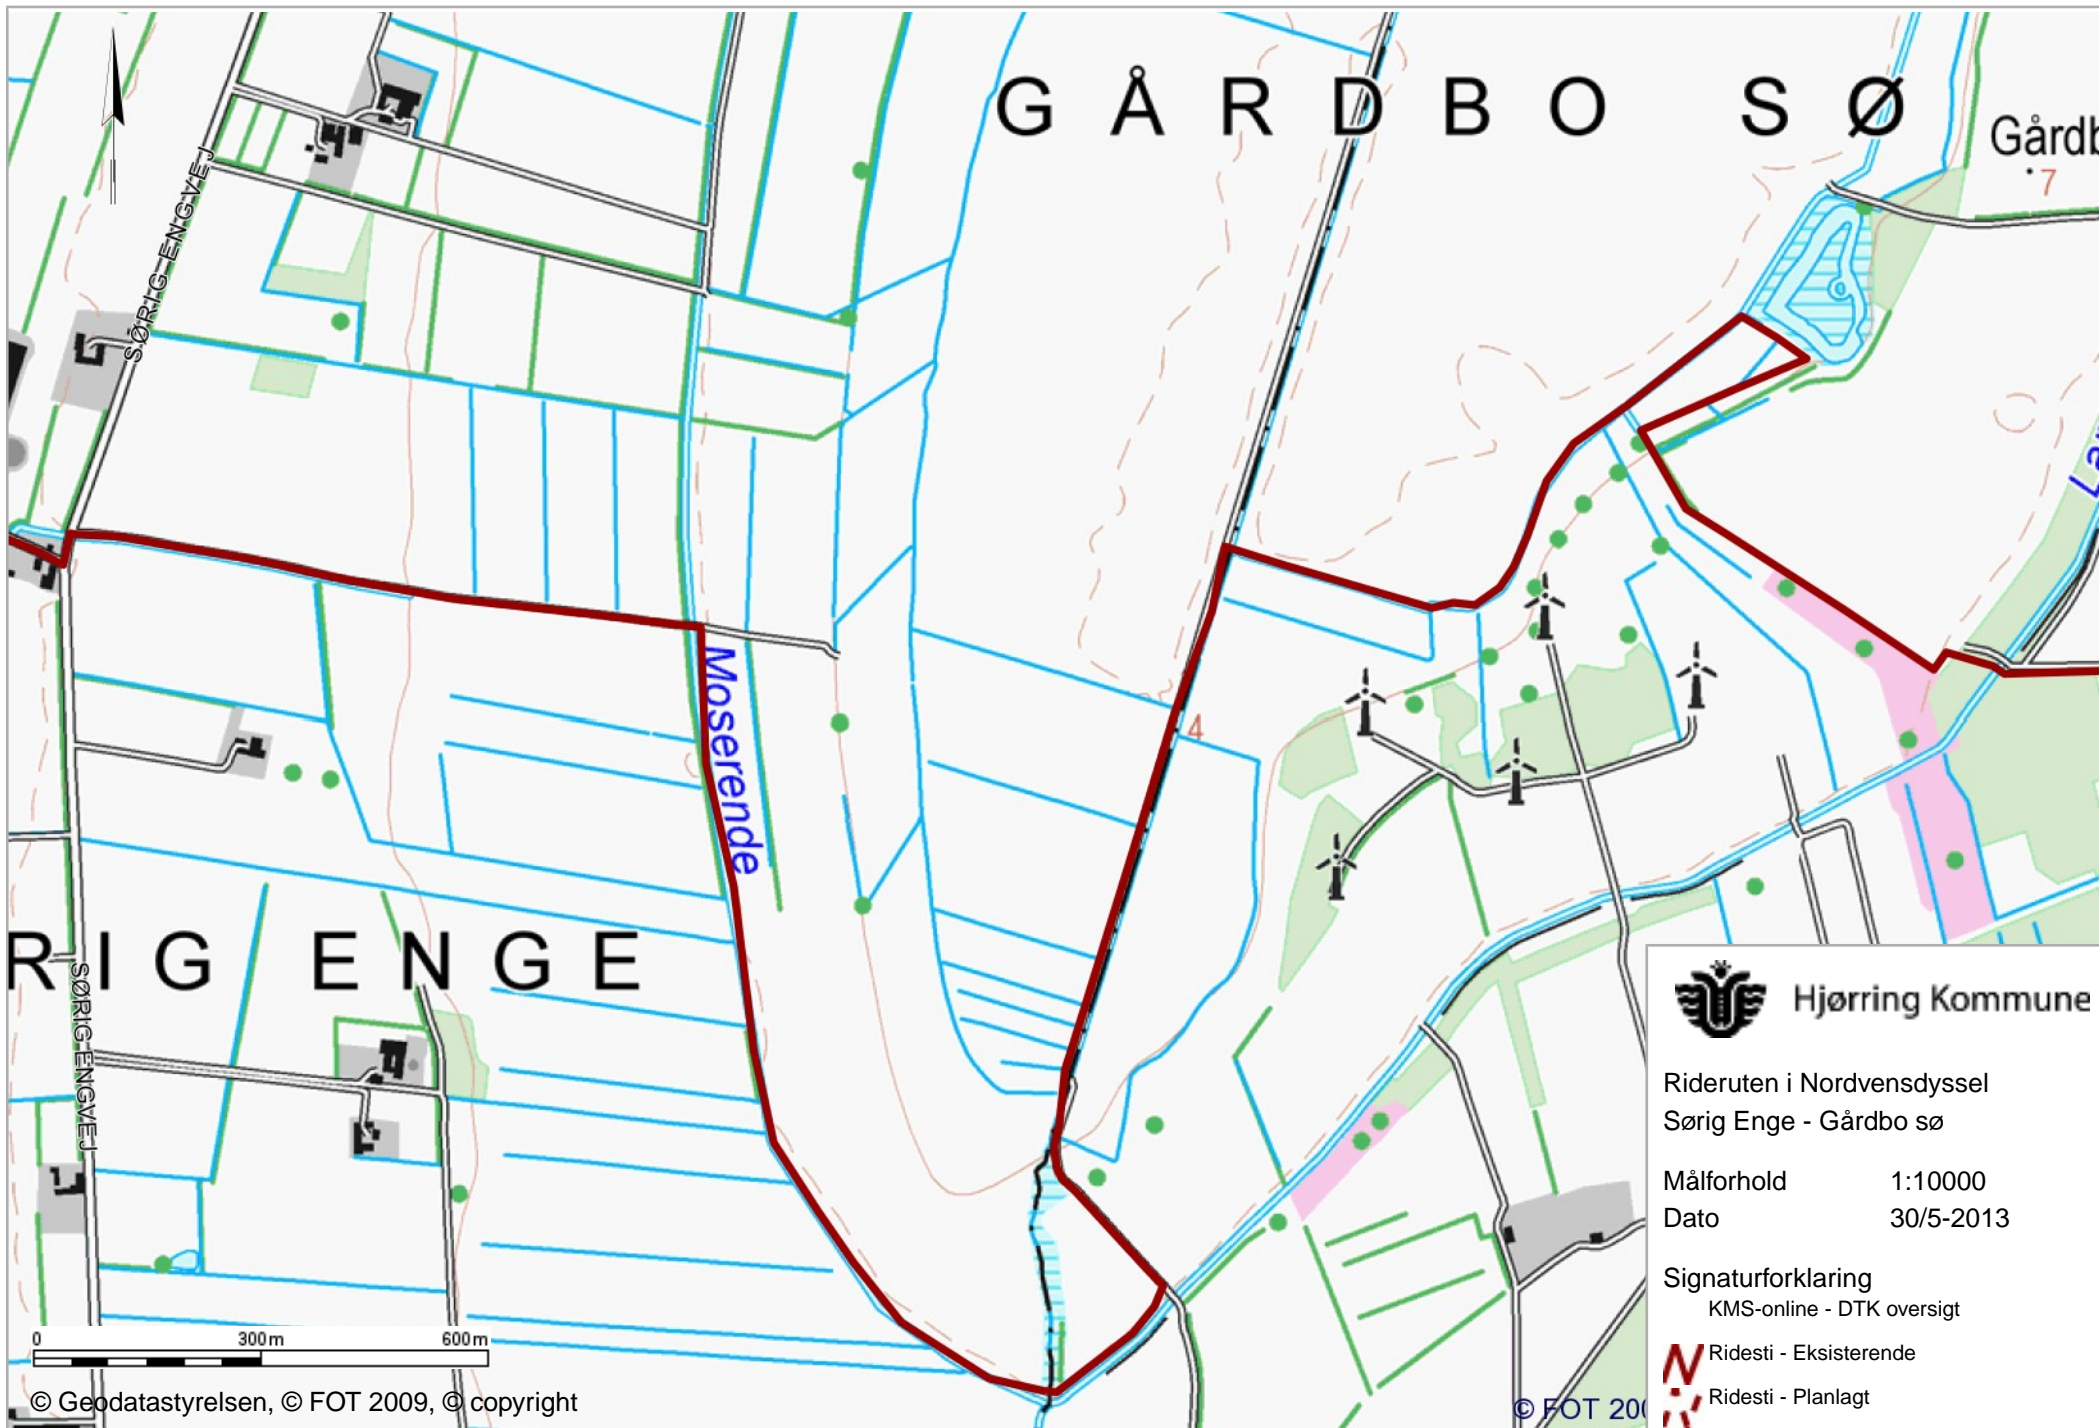 GÅRDBO SØ
Gårdb
7
SØRIG ENGVEJ
La
Moserende
4
RIG ENGE
SØRIG ENGVEJ
Hjørring Kommune
Rideruten i Nordvensdyssel
Sørig Enge - Gårdbo sø
Målforhold 1:10000
Dato 30/5-2013
Signaturforklaring
KMS-online - DTK oversigt
Ridesti - Eksisterende
Ridesti - Planlagt
0 300m 600m
© Geodatastyrelsen, © FOT 2009, © copyright
© FOT 200